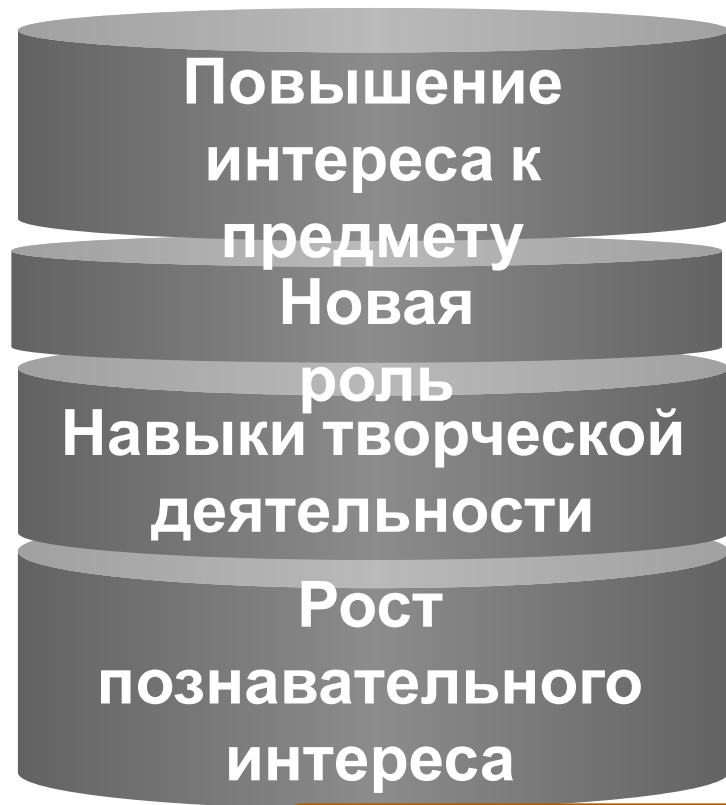 Повышение
интереса к
предмету
Новая
роль
Навыки творческой
деятельности
Рост
познавательного
интереса